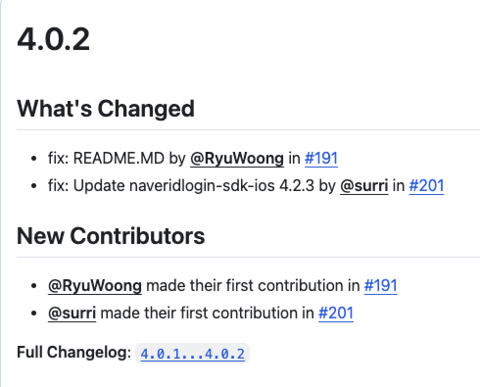 4.0.2
What's Changed
• fix: README.MD by @RyuWoong in #191
• fix: Update naveridlogin-sdk-ios 4.2.3 by @surri in #201
New Contributors
• @RyuWoong made their first contribution in #191
• @surri made their first contribution in #201
Full Changelog: 4.0.1...4.0.2